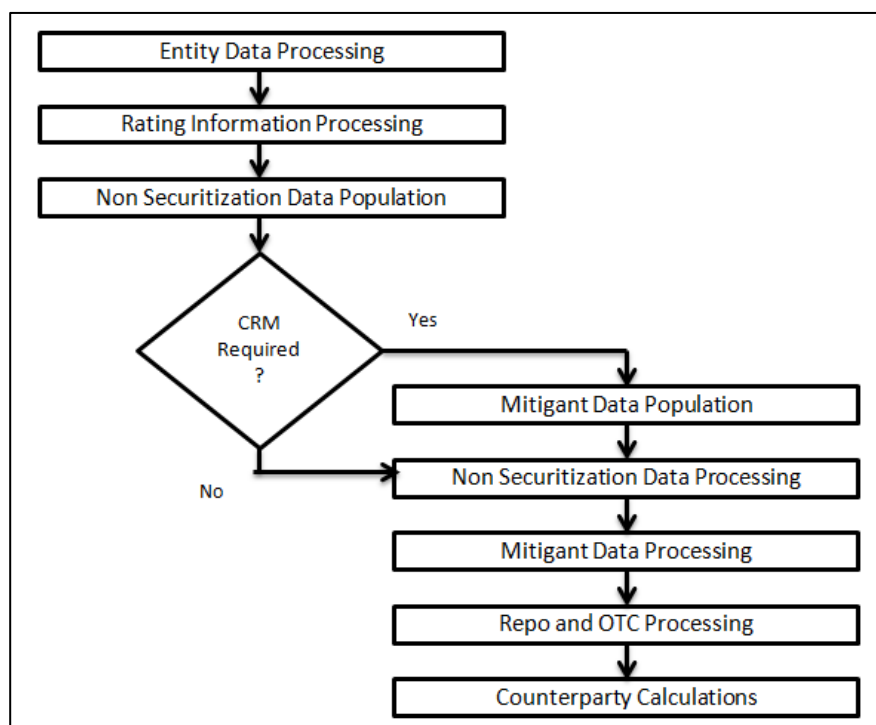 Entity Data Processing
Rating Information Processing
Non Securitization Data Population
CRM
Required
?
Yes
Mitigant Data Population
No
Non Securitization Data Processing
Mitigant Data Processing
Repo and OTC Processing
Counterparty Calculations